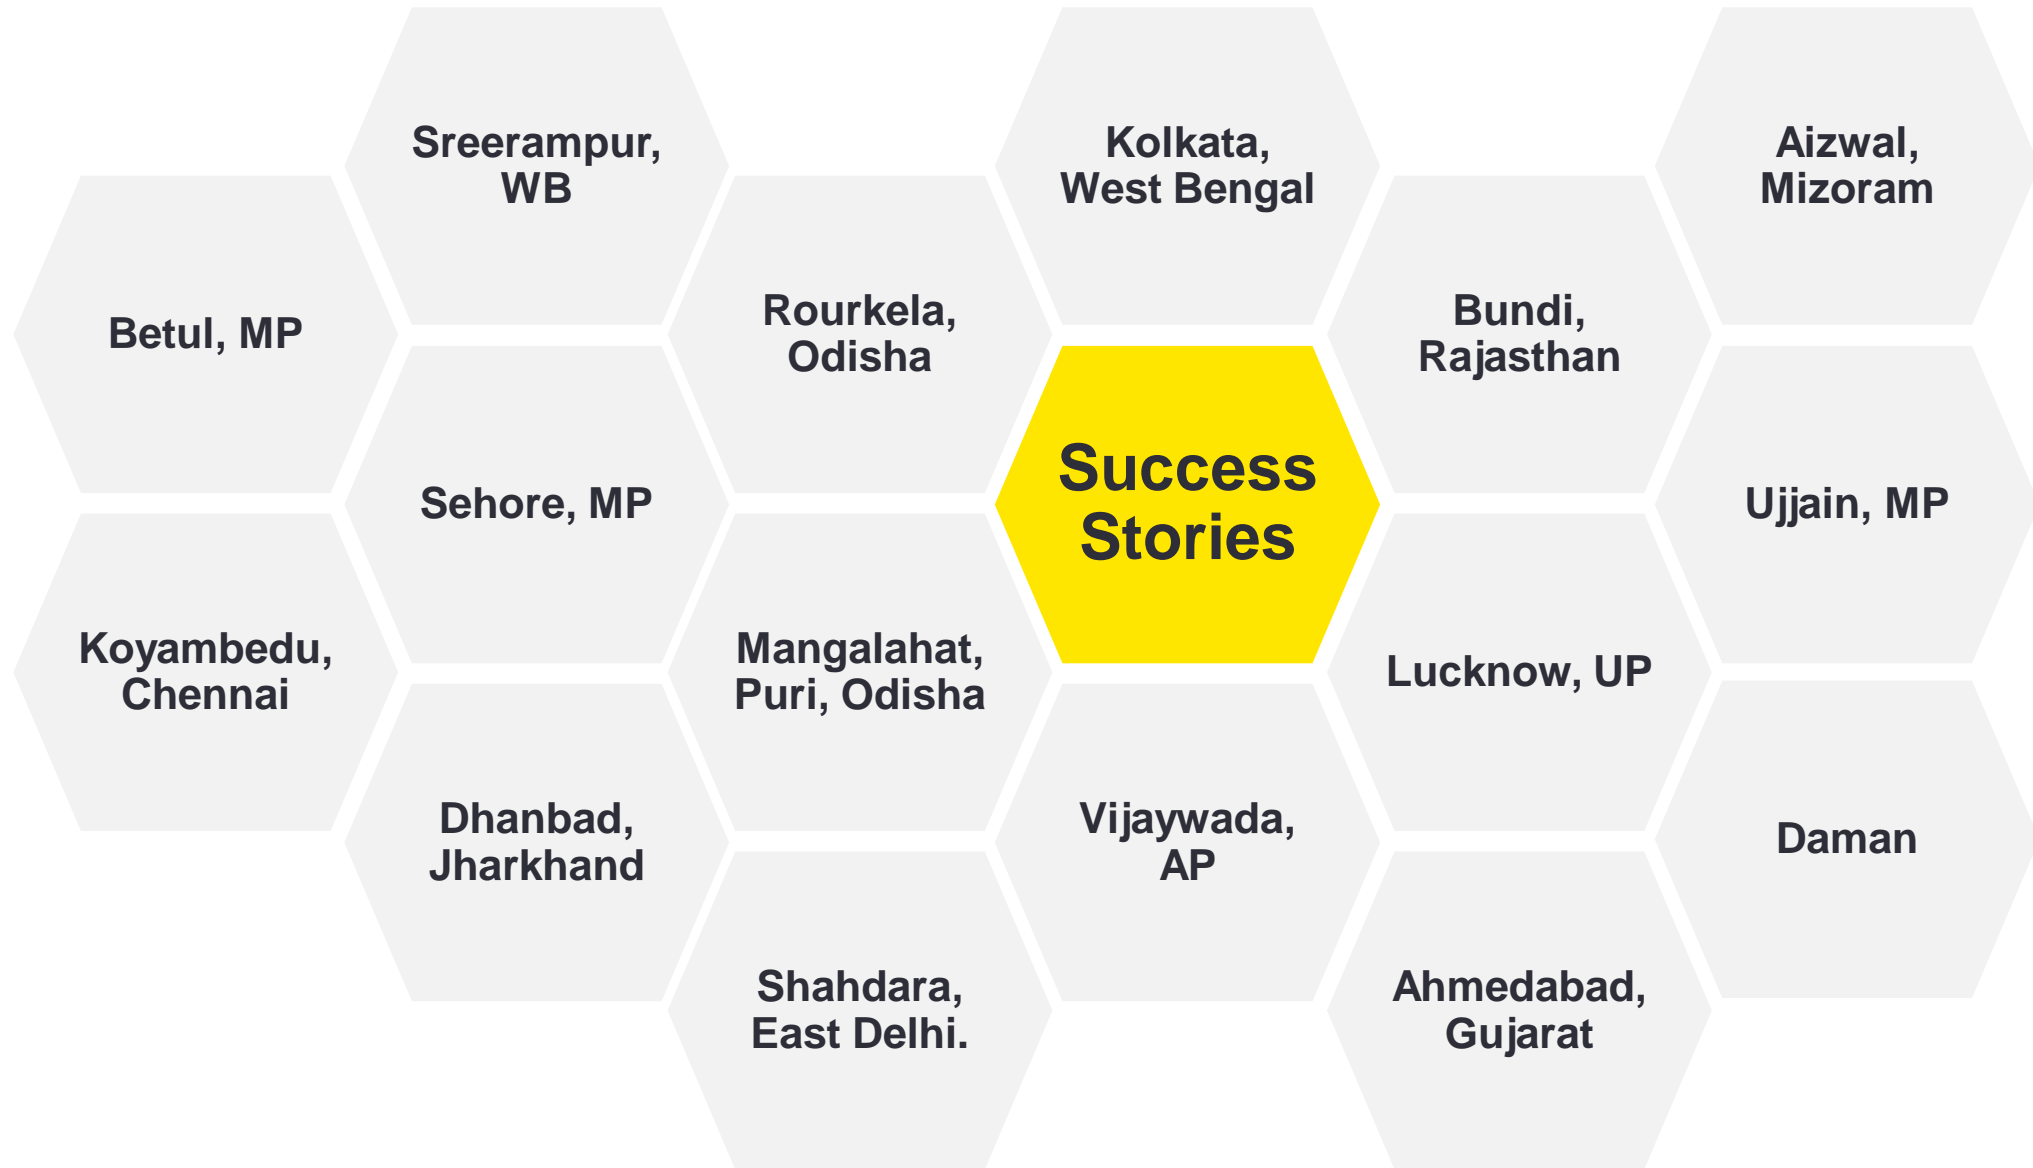 Sreerampur,
WB
Kolkata,
West Bengal
Aizwal,
Mizoram
Betul, MP
Rourkela,
Odisha
Bundi,
Rajasthan
Sehore, MP
Success
Stories
Ujjain, MP
Koyambedu,
Chennai
Mangalahat,
Puri, Odisha
Lucknow, UP
Dhanbad,
Jharkhand
Vijaywada,
AP
Daman
Shahdara,
East Delhi.
Ahmedabad,
Gujarat